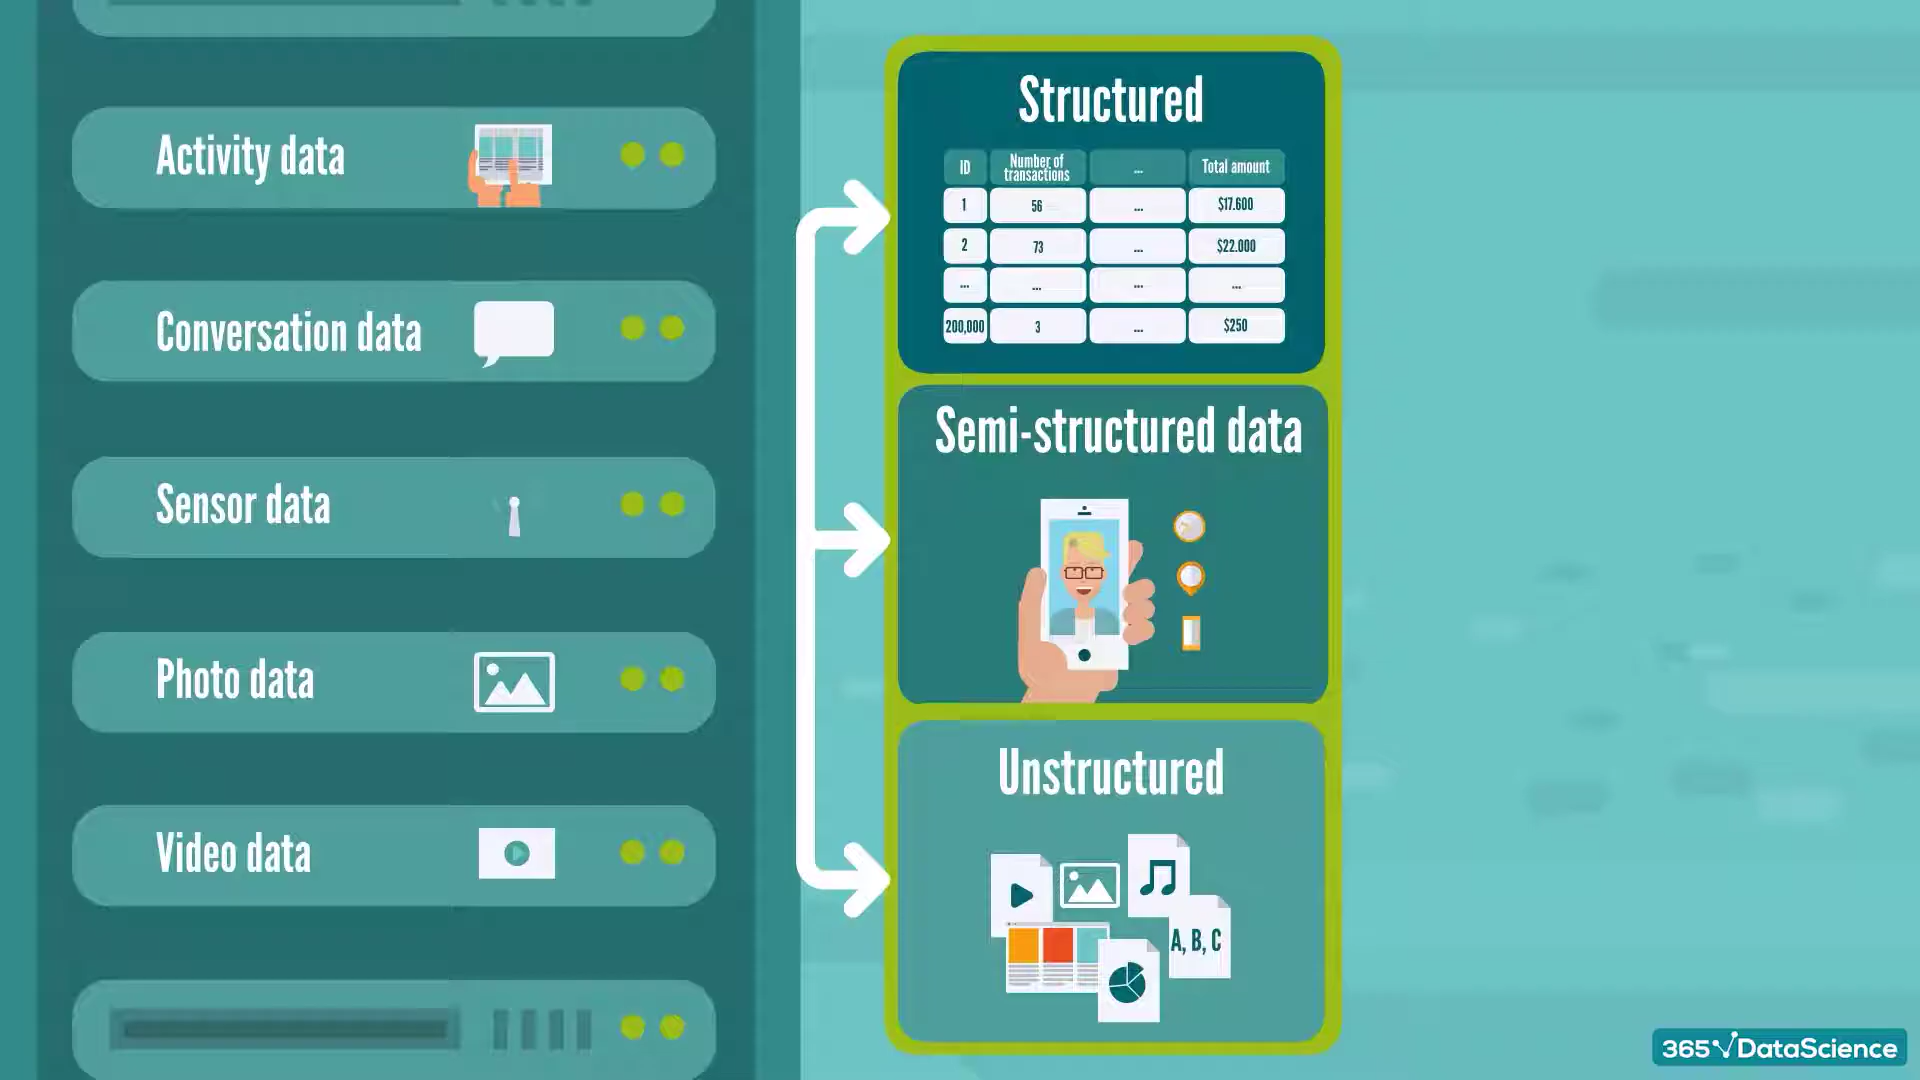 Activity data
Conversation data
Sensor data
Photo data
Video data
Structured
ID Number of transactions ... Total amount
1 56 ... $17.600
2 73 ... $22.000
... ... ... ...
200,000 3 ... $250
Semi-structured data
Unstructured
A, B, C
365 DataScience